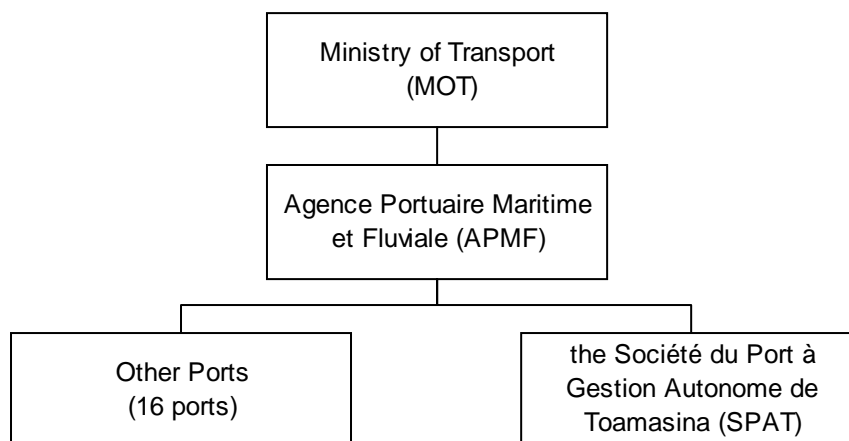 Ministry of Transport
(MOT)
Agence Portuaire Maritime
et Fluviale (APMF)
Other Ports
(16 ports)
the Société du Port à
Gestion Autonome de
Toamasina (SPAT)